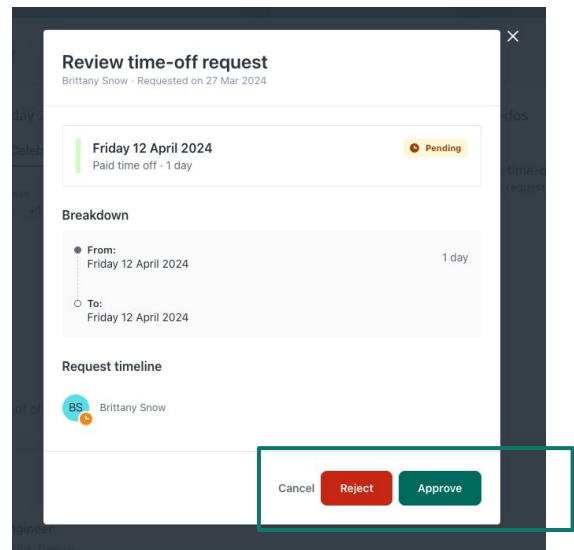 Review time-off request
Brittany Snow - Requested on 27 Mar 2024
Friday 12 April 2024
Pending
Paid time off · 1 day
Breakdown
From:
Friday 12 April 2024
1 day
To:
Friday 12 April 2024
Request timeline
BS
Brittany Snow
Cancel
Reject
Approve